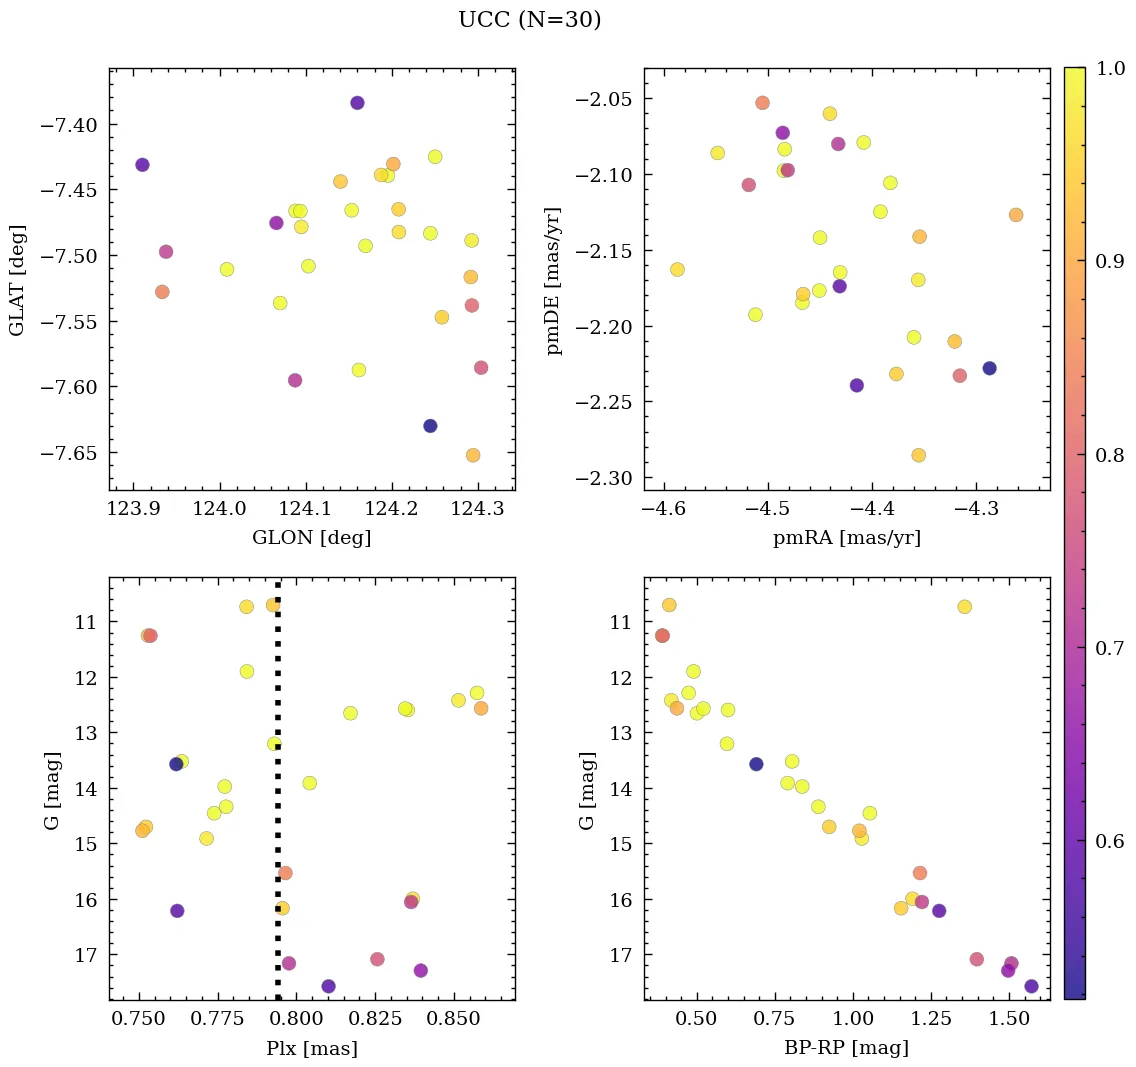 UCC (N=30)
−7.40
−7.45
−7.50
−7.55
−7.60
−7.65
GLAT [deg]
123.9 124.0 124.1 124.2 124.3
GLON [deg]
−2.05
−2.10
−2.15
−2.20
−2.25
−2.30
pmDE [mas/yr]
−4.6 −4.5 −4.4 −4.3
pmRA [mas/yr]
1.0
0.9
0.8
0.7
0.6
11
12
13
14
15
16
17
G [mag]
0.750 0.775 0.800 0.825 0.850
Plx [mas]
11
12
13
14
15
16
17
G [mag]
0.50 0.75 1.00 1.25 1.50
BP-RP [mag]